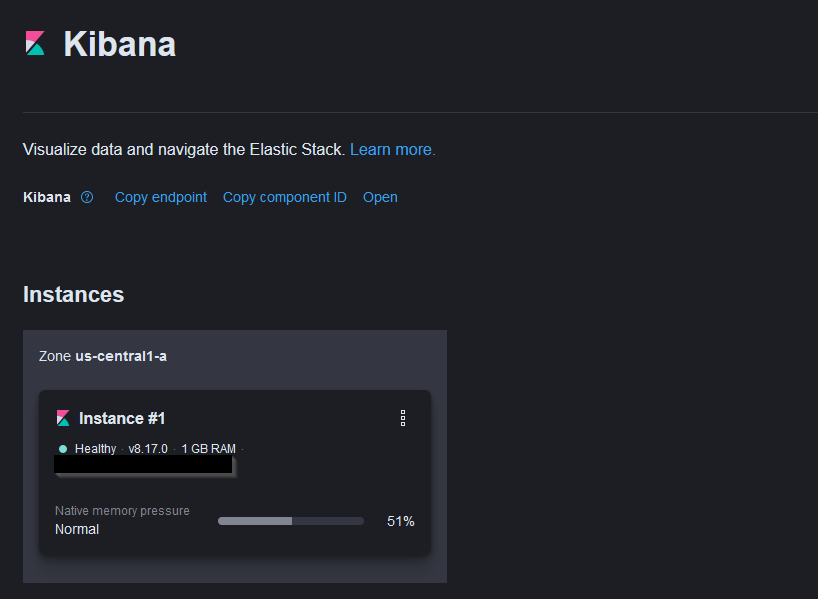 Kibana
Visualize data and navigate the Elastic Stack. Learn more.
Kibana Copy endpoint Copy component ID Open
Instances
Zone us-central1-a
Instance #1
Healthy · v8.17.0 · 1 GB RAM ·
Native memory pressure
Normal
51%